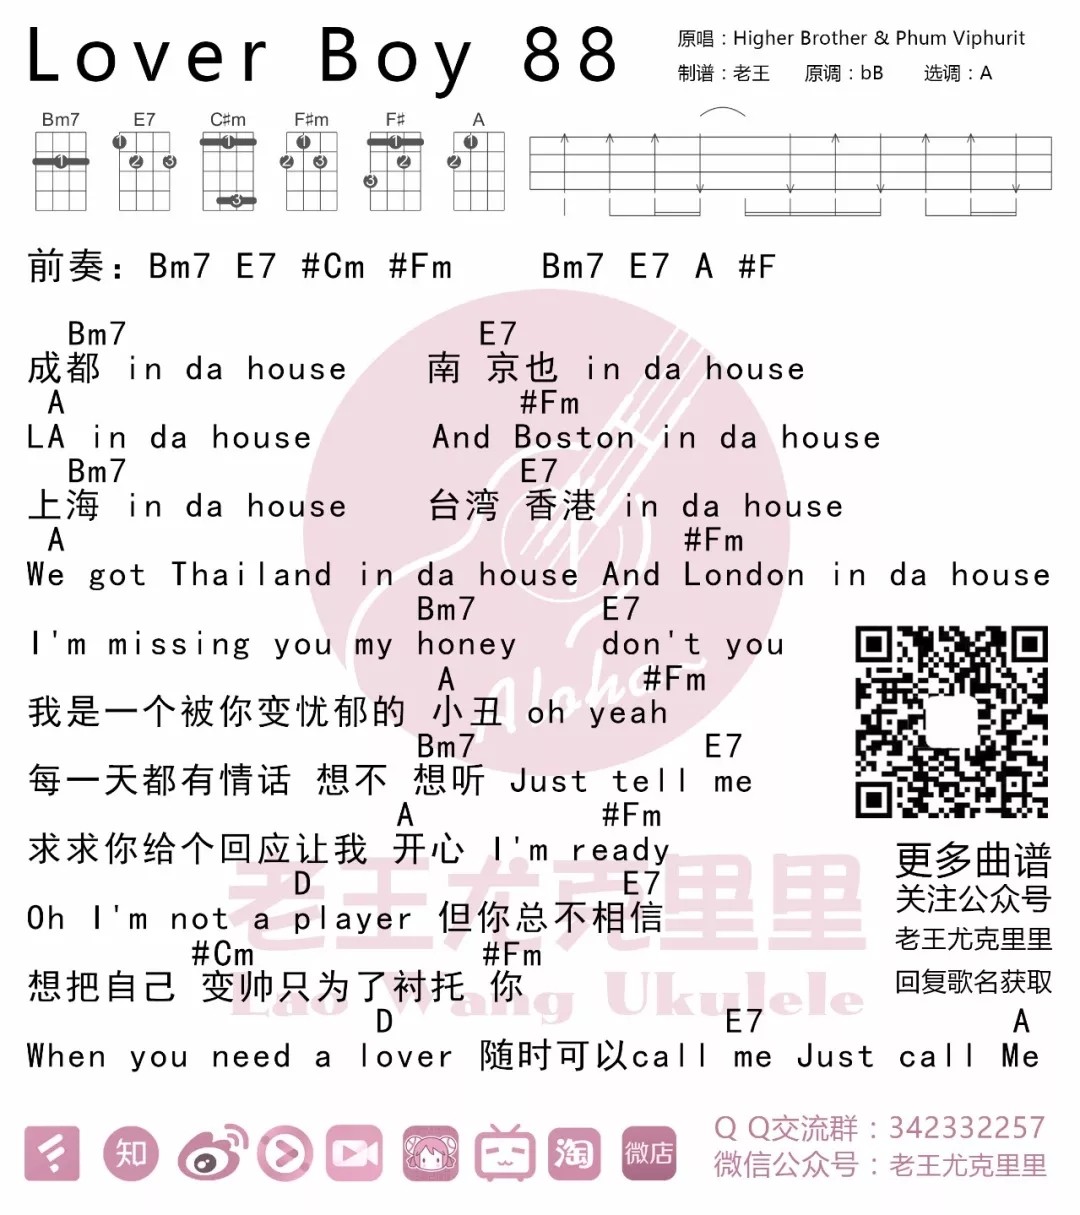 Lover Boy 88
原唱：Higher Brother & Phum Viphurit
制谱：老王 原调：bB 选调：A
Bm7 E7 C♯m F♯m F♯ A
前奏：Bm7 E7 #Cm #Fm Bm7 E7 A #F
Bm7 E7
成都 in da house 南 京也 in da house
A #Fm
LA in da house And Boston in da house
Bm7 E7
上海 in da house 台湾 香港 in da house
A #Fm
We got Thailand in da house And London in da house
Bm7 E7
I'm missing you my honey don't you
A #Fm
我是一个被你变忧郁的 小丑 oh yeah
Bm7 E7
每一天都有情话 想不 想听 Just tell me
A #Fm
求求你给个回应让我 开心 I'm ready
D E7
Oh I'm not a player 但你总不相信
#Cm #Fm
想把自己 变帅只为了衬托 你
D E7 A
When you need a lover 随时可以call me Just call Me
Aloha
老王尤克里里
Lao Wang Ukulele
更多曲谱
关注公众号
老王尤克里里
回复歌名获取
知 淘 微店
Q Q交流群：342332257
微信公众号：老王尤克里里